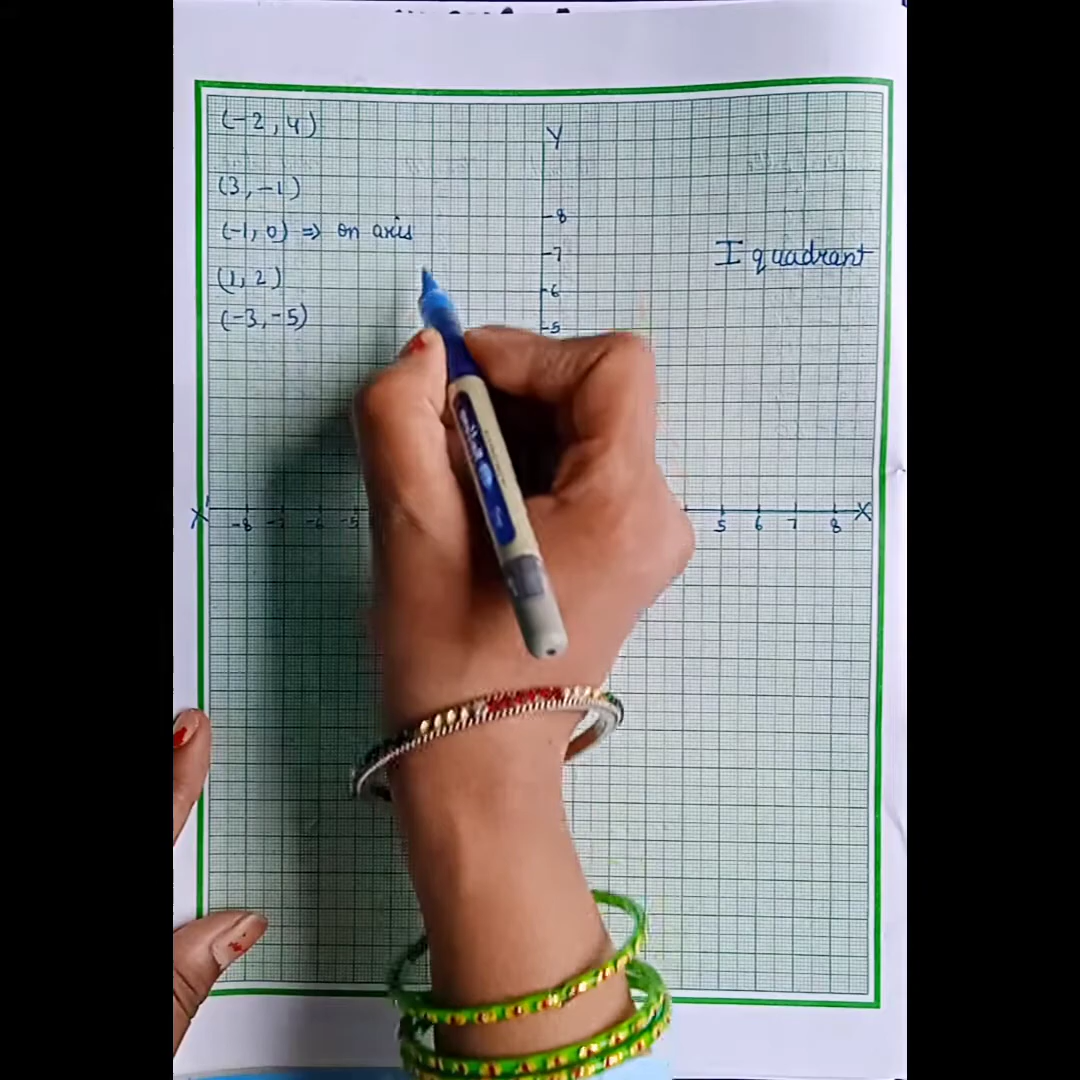 (-2, 4)
(3, -1)
(-1, 0) ⇒ on axis
(1, 2)
(-3, -5)
Y
8
7
6
5
I quadrant
X'
-8 -7 -6 -5
5 6 7 8
X